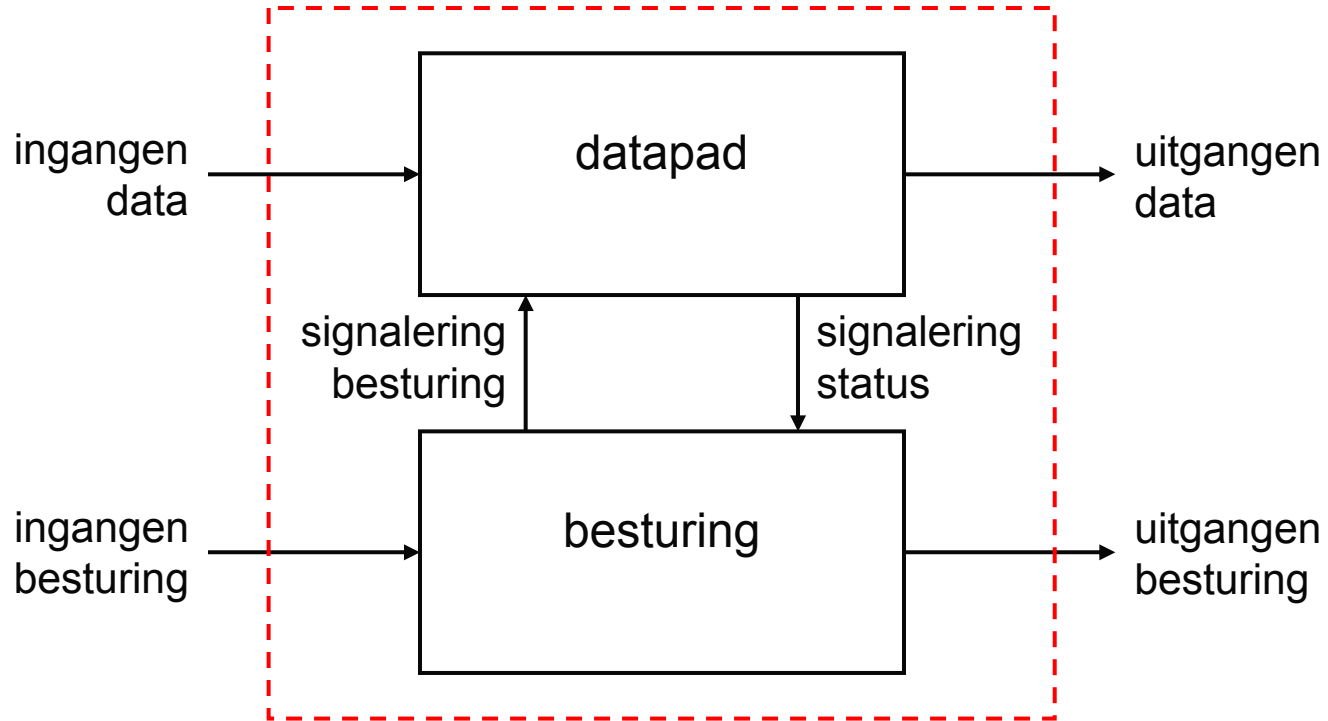 ingangen
data
datapad
uitgangen
data
signalering
besturing
signalering
status
ingangen
besturing
besturing
uitgangen
besturing